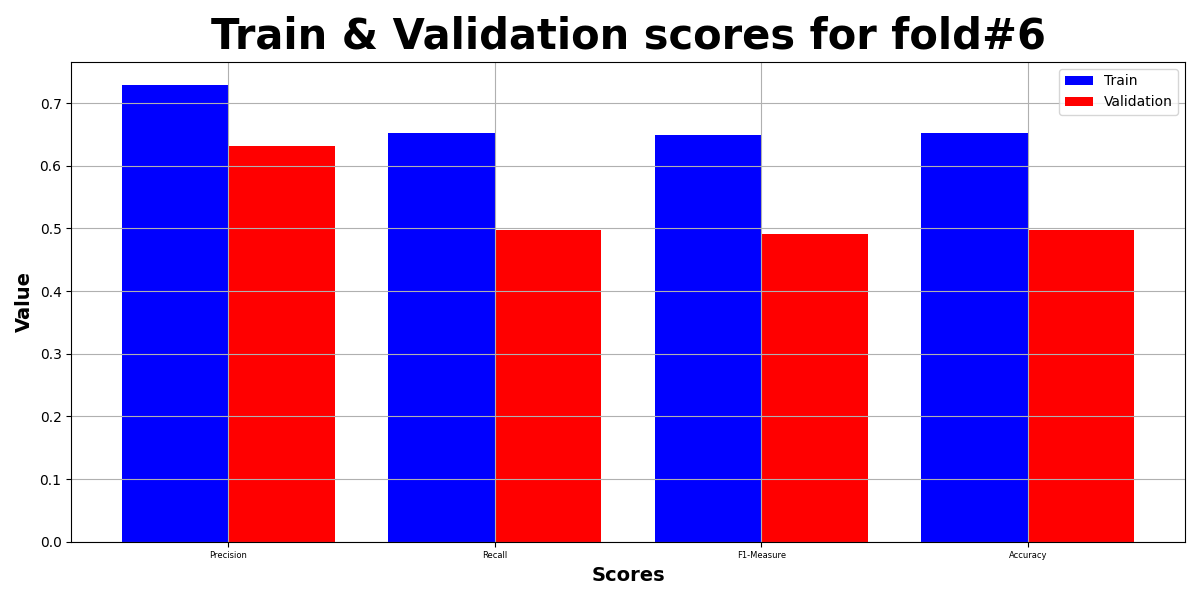 Train & Validation scores for fold#6
Train
Validation
Value
0.7
0.6
0.5
0.4
0.3
0.2
0.1
0.0
Precision Recall F1-Measure Accuracy
Scores